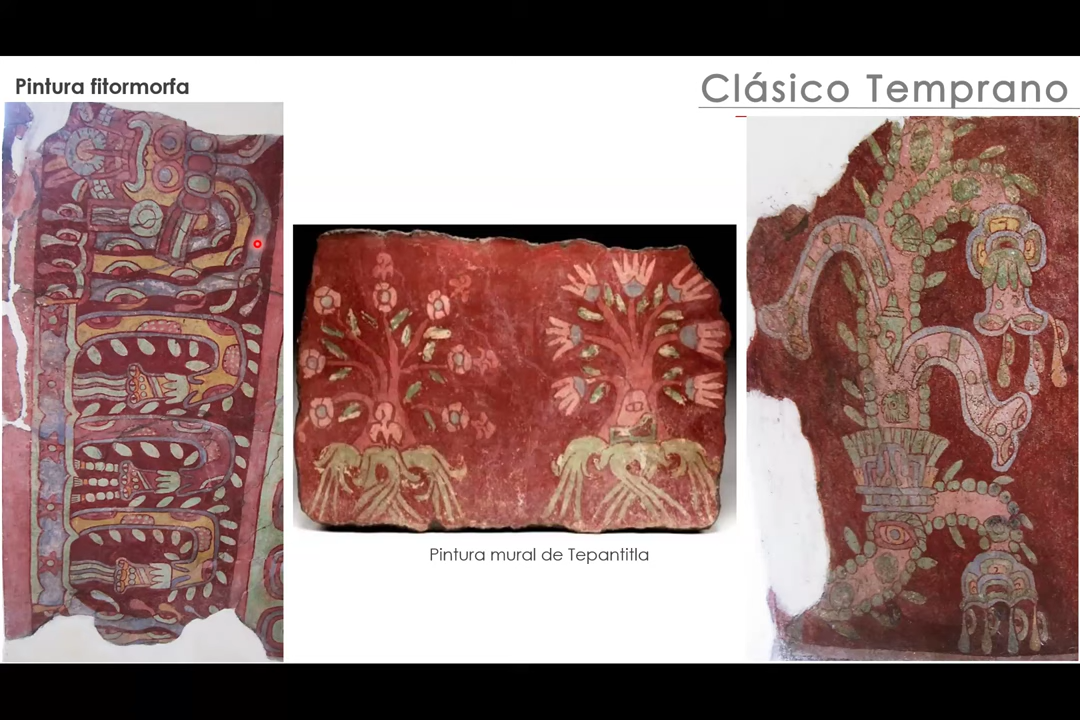 Pintura fitormorfa
Clásico Temprano
Pintura mural de Tepantitla